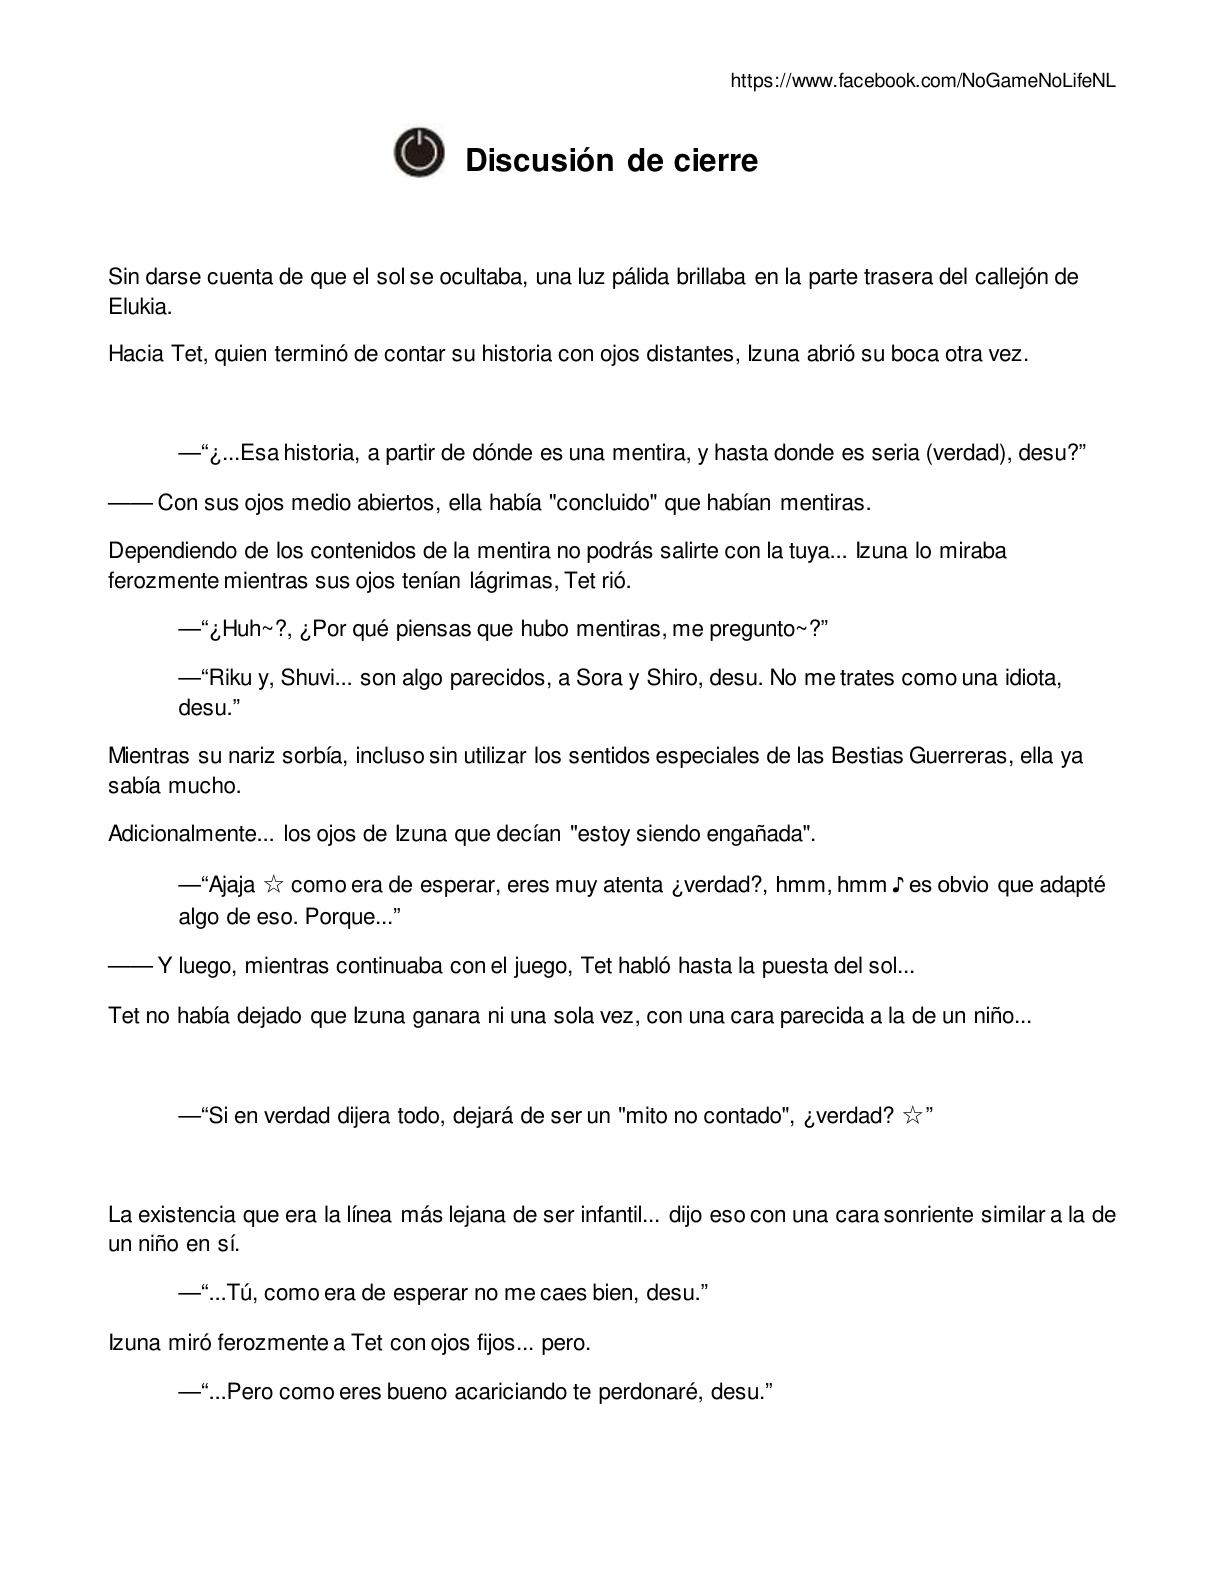 https://www.facebook.com/NoGameNoLifeNL
Discusión de cierre
Sin darse cuenta de que el sol se ocultaba, una luz pálida brillaba en la parte trasera del callejón de
Elukia.
Hacia Tet, quien terminó de contar su historia con ojos distantes, Izuna abrió su boca otra vez.
—“¿...Esa historia, a partir de dónde es una mentira, y hasta donde es seria (verdad), desu?”
—— Con sus ojos medio abiertos, ella había "concluido" que habían mentiras.
Dependiendo de los contenidos de la mentira no podrás salirte con la tuya... Izuna lo miraba
ferozmente mientras sus ojos tenían lágrimas, Tet rió.
—“¿Huh~?, ¿Por qué piensas que hubo mentiras, me pregunto~?”
—“Riku y, Shuvi... son algo parecidos, a Sora y Shiro, desu. No me trates como una idiota,
desu.”
Mientras su nariz sorbía, incluso sin utilizar los sentidos especiales de las Bestias Guerreras, ella ya
sabía mucho.
Adicionalmente... los ojos de Izuna que decían "estoy siendo engañada".
—“Ajaja ☆ como era de esperar, eres muy atenta ¿verdad?, hmm, hmm ♪ es obvio que adapté
algo de eso. Porque...”
—— Y luego, mientras continuaba con el juego, Tet habló hasta la puesta del sol...
Tet no había dejado que Izuna ganara ni una sola vez, con una cara parecida a la de un niño...
—“Si en verdad dijera todo, dejará de ser un "mito no contado", ¿verdad? ☆”
La existencia que era la línea más lejana de ser infantil... dijo eso con una cara sonriente similar a la de
un niño en sí.
—“...Tú, como era de esperar no me caes bien, desu.”
Izuna miró ferozmente a Tet con ojos fijos... pero.
—“...Pero como eres bueno acariciando te perdonaré, desu.”